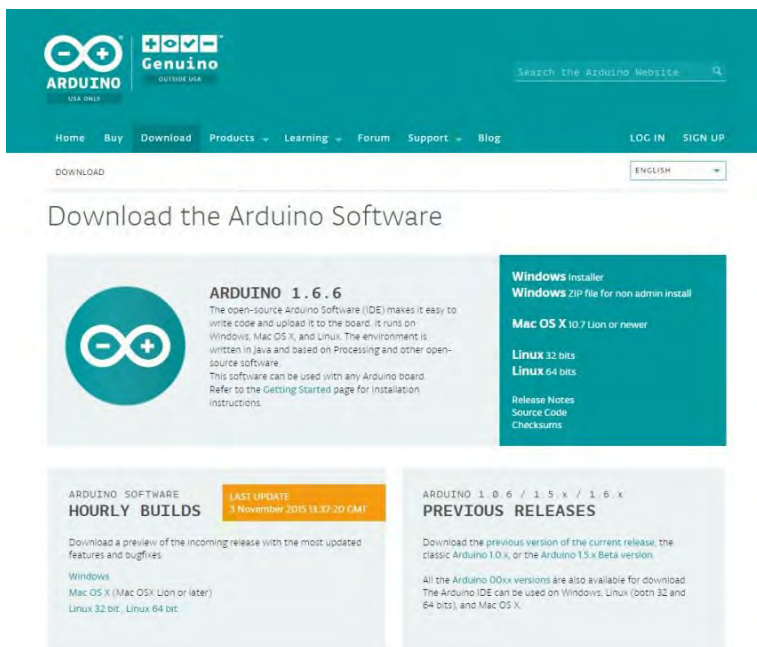 ARDUINO
USA ONLY
Genuino
OUTSIDE USA
Search the Arduino Website
Home Buy Download Products Learning Forum Support Blog LOG IN SIGN UP
DOWNLOAD
ENGLISH
Download the Arduino Software
ARDUINO 1.6.6
The open-source Arduino Software (IDE) makes it easy to
write code and upload it to the board. It runs on
Windows, Mac OS X, and Linux. The environment is
written in Java and based on Processing and other open-
source software.
This software can be used with any Arduino board.
Refer to the Getting Started page for Installation
instructions.
Windows Installer
Windows ZIP file for non admin install
Mac OS X 10.7 Lion or newer
Linux 32 bits
Linux 64 bits
Release Notes
Source Code
Checksums
ARDUINO SOFTWARE
HOURLY BUILDS
LAST UPDATE
3 November 2015 13:37:20 GMT
Download a preview of the incoming release with the most updated
features and bugfixes.
Windows
Mac OS X (Mac OSX Lion or later)
Linux 32 bit , Linux 64 bit
ARDUINO 1.0.6 / 1.5.x / 1.6.x
PREVIOUS RELEASES
Download the previous version of the current release, the
classic Arduino 1.0.x, or the Arduino 1.5.x Beta version.
All the Arduino 00xx versions are also available for download.
The Arduino IDE can be used on Windows, Linux (both 32 and
64 bits), and Mac OS X.